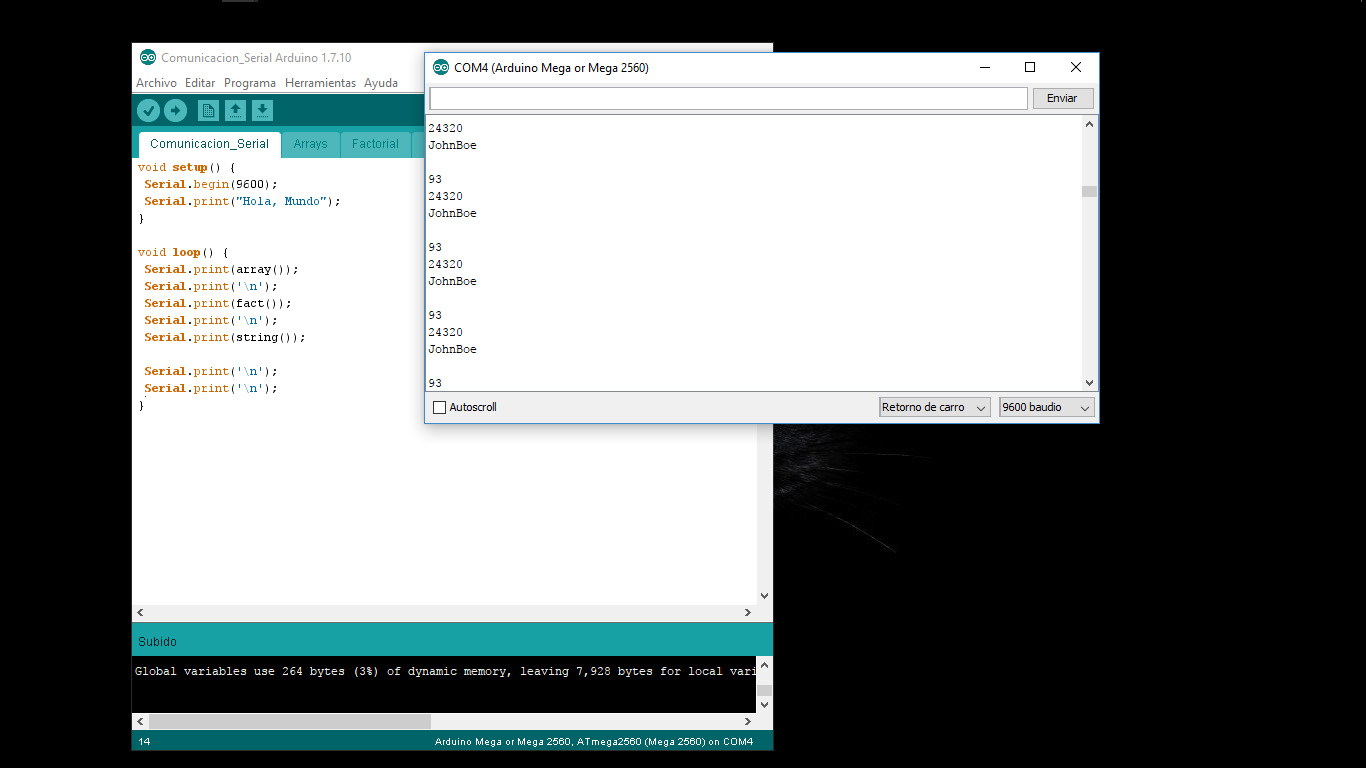 Comunicacion_Serial Arduino 1.7.10
Archivo Editar Programa Herramientas Ayuda
Comunicacion_Serial Arrays Factorial
void setup() {
Serial.begin(9600);
Serial.print("Hola, Mundo");
}
void loop() {
Serial.print(array());
Serial.print('\n');
Serial.print(fact());
Serial.print('\n');
Serial.print(string());
Serial.print('\n');
Serial.print('\n');
}
COM4 (Arduino Mega or Mega 2560)
Enviar
24320
JohnBoe
93
24320
JohnBoe
93
24320
JohnBoe
93
24320
JohnBoe
93
Autoscroll
Retorno de carro
9600 baudio
Subido
Global variables use 264 bytes (3%) of dynamic memory, leaving 7,928 bytes for local vari
14
Arduino Mega or Mega 2560, ATmega2560 (Mega 2560) on COM4